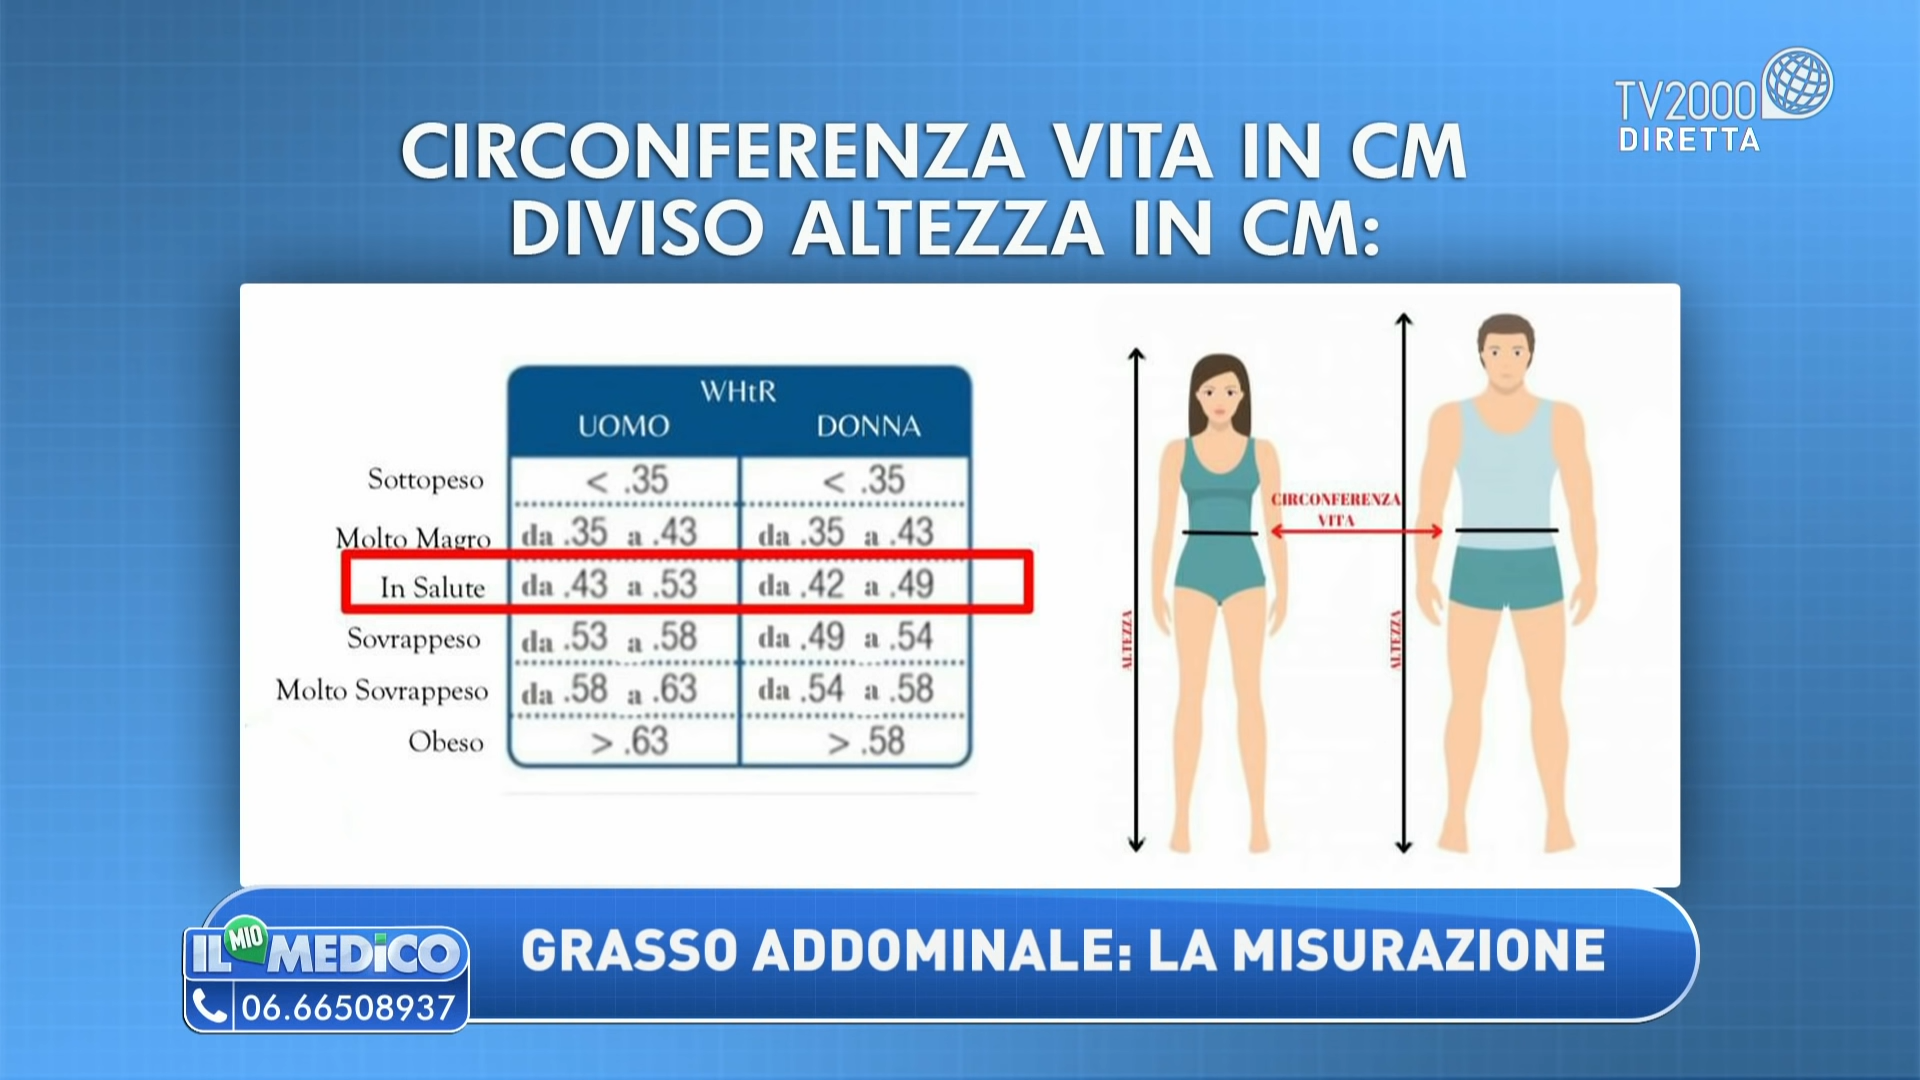 TV2000
DIRETTA
CIRCONFERENZA VITA IN CM
DIVISO ALTEZZA IN CM:
WHtR
UOMO DONNA
Sottopeso < .35 < .35
Molto Magro da .35 a .43 da .35 a .43
In Salute da .43 a .53 da .42 a .49
Sovrappeso da .53 a .58 da .49 a .54
Molto Sovrappeso da .58 a .63 da .54 a .58
Obeso > .63 > .58
CIRCONFERENZA
VITA
ALTEZZA
ALTEZZA
IL MIO MEDICO
06.66508937
GRASSO ADDOMINALE: LA MISURAZIONE